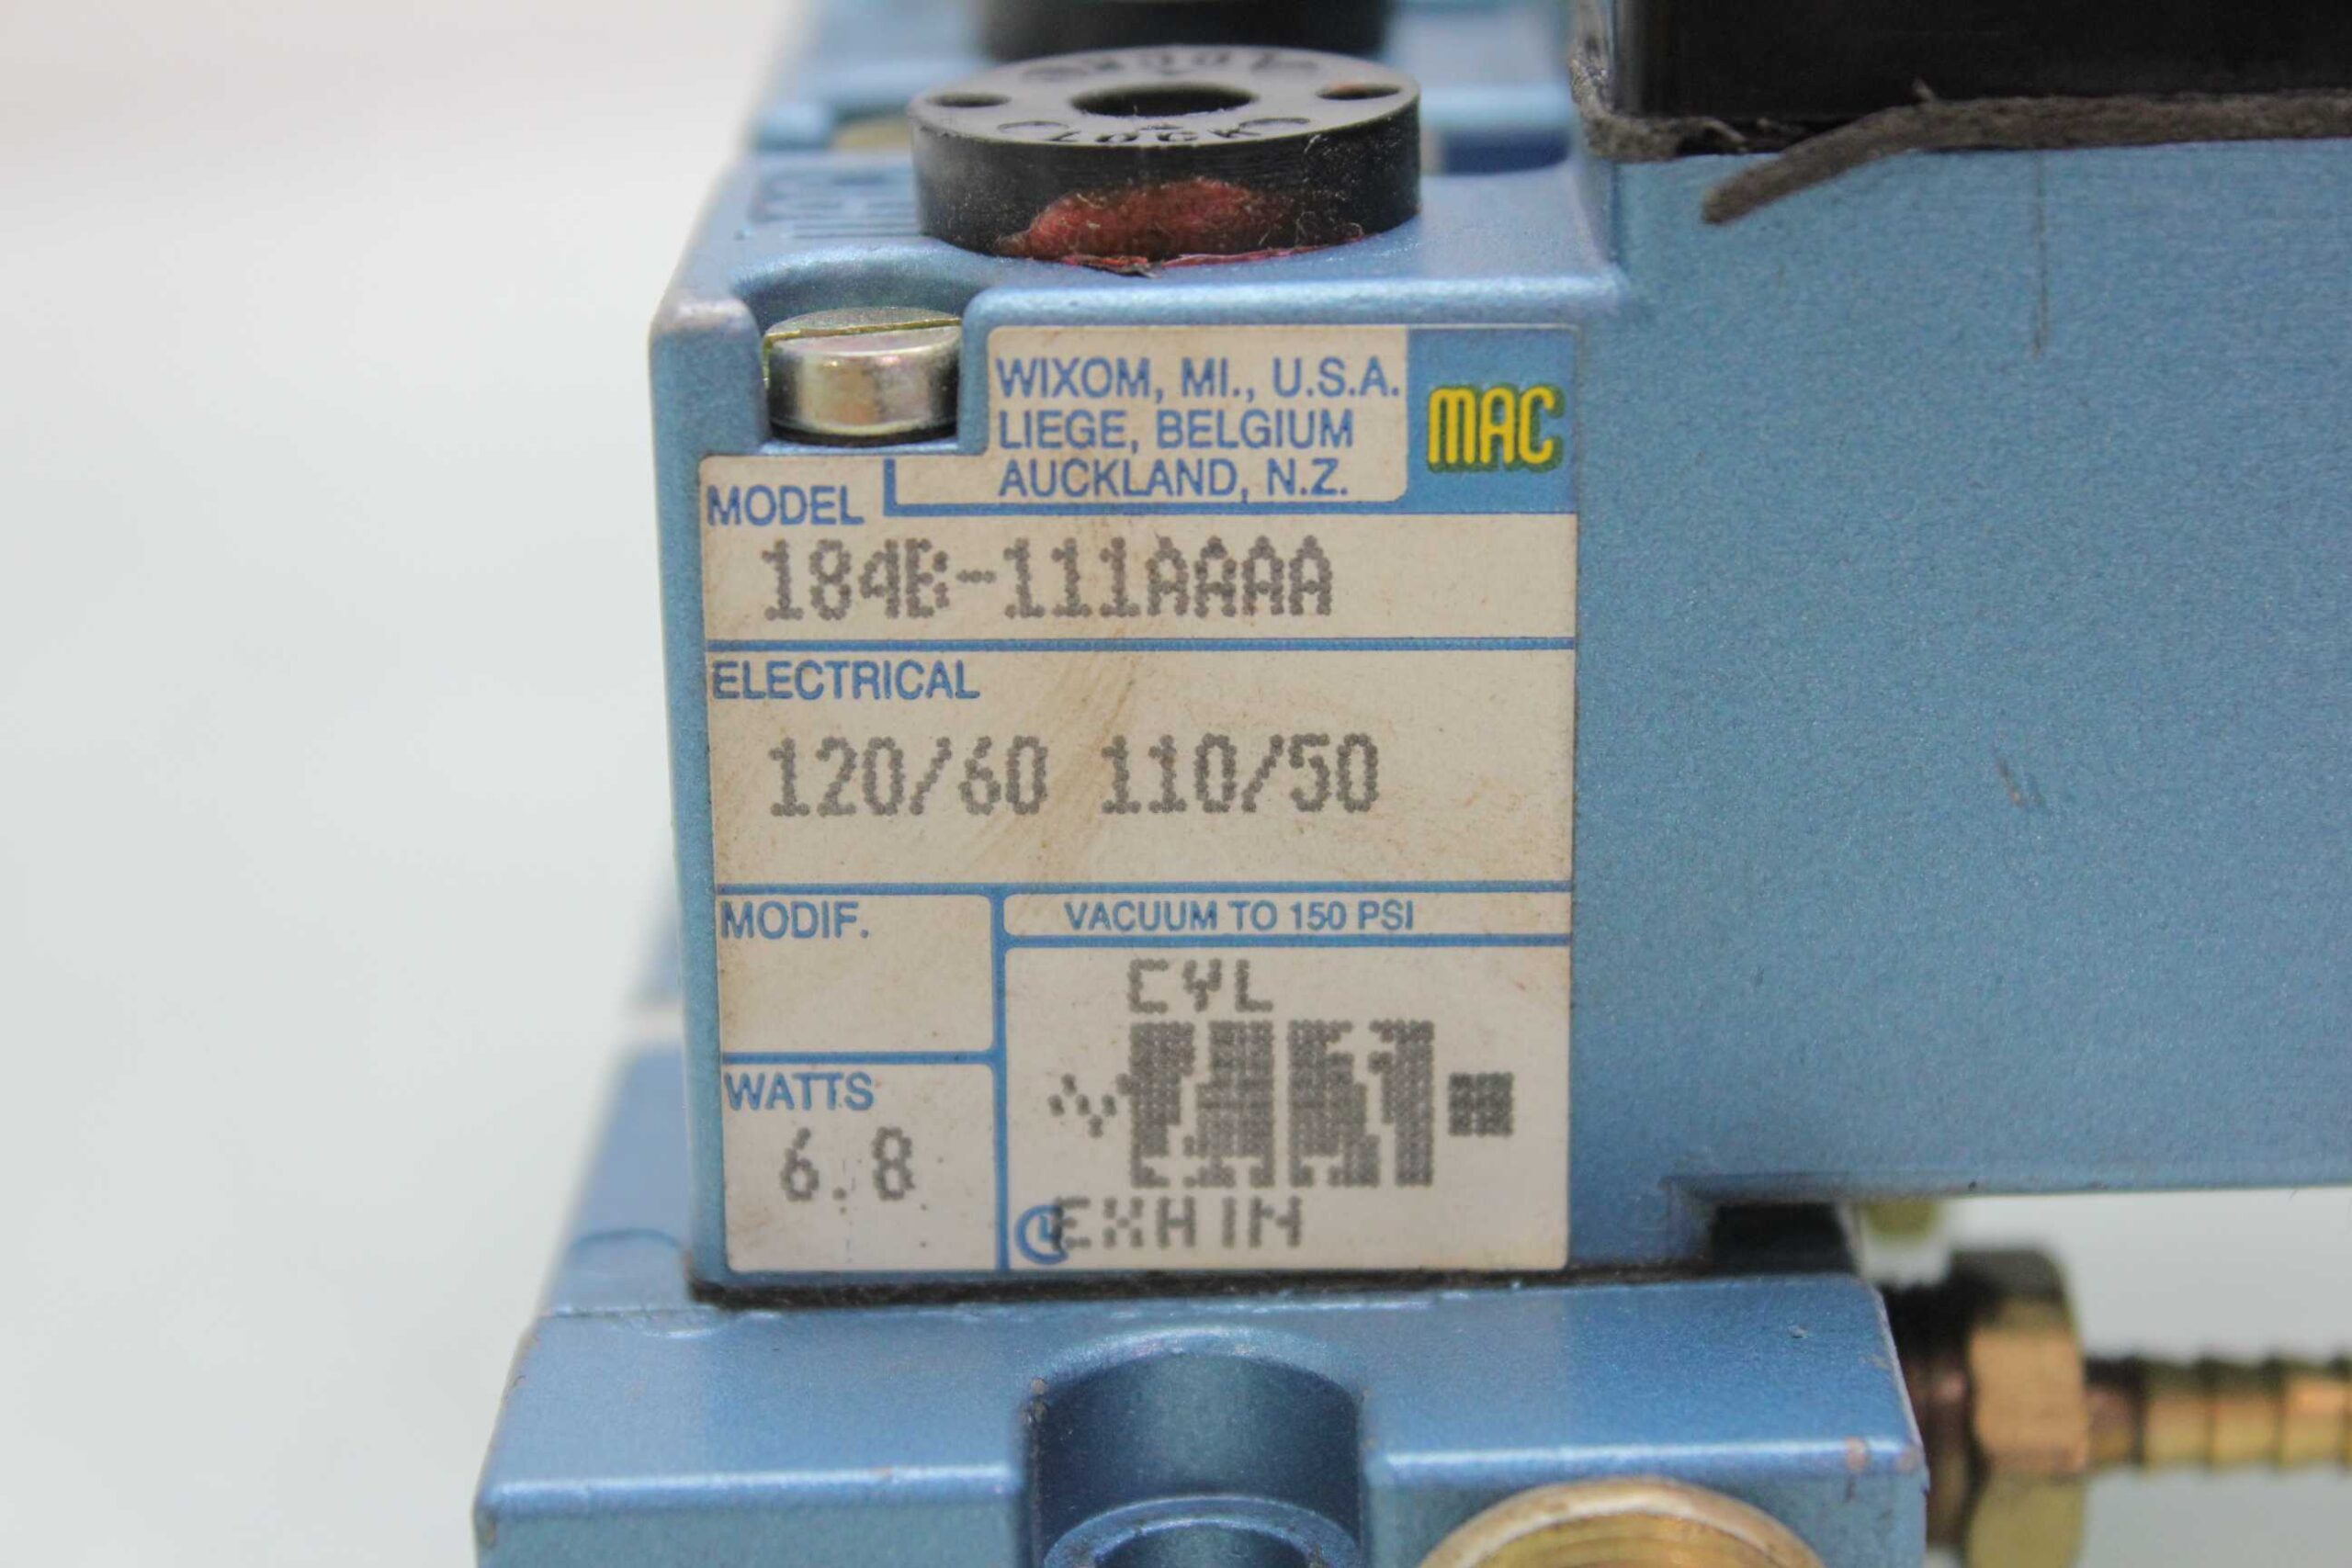 LOCK
WIXOM, MI., U.S.A.
LIEGE, BELGIUM
AUCKLAND, N.Z.
MAC
MODEL
184B-111AAAA
ELECTRICAL
120/60 110/50
MODIF.
VACUUM TO 150 PSI
CYL
WATTS
6.8
EXH IN